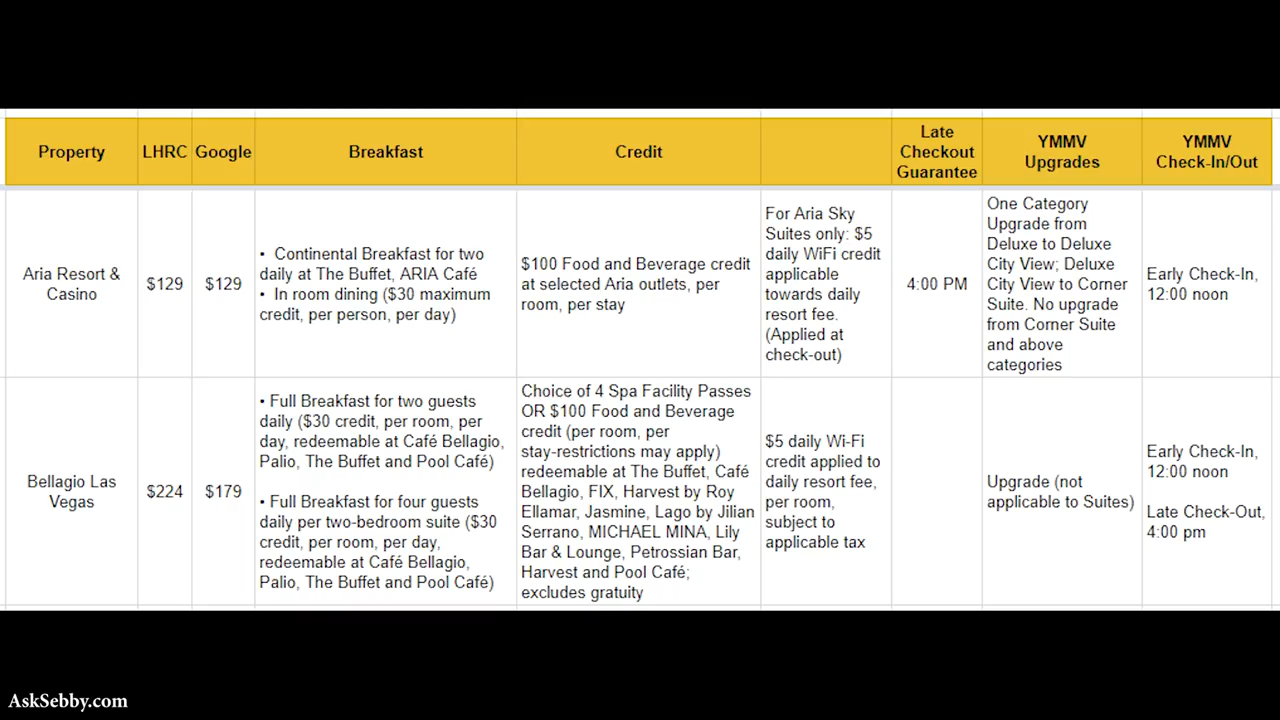 Property
LHRC
Google
Breakfast
Credit
Late
Checkout
Guarantee
YMMV
Upgrades
YMMV
Check-In/Out
Aria Resort &
Casino
$129
$129
• Continental Breakfast for two
daily at The Buffet, ARIA Café
• In room dining ($30 maximum
credit, per person, per day)
$100 Food and Beverage credit
at selected Aria outlets, per
room, per stay
For Aria Sky
Suites only: $5
daily WiFi credit
applicable
towards daily
resort fee.
(Applied at
check-out)
4:00 PM
One Category
Upgrade from
Deluxe to Deluxe
City View; Deluxe
City View to Corner
Suite. No upgrade
from Corner Suite
and above
categories
Early Check-In,
12:00 noon
Bellagio Las
Vegas
$224
$179
• Full Breakfast for two guests
daily ($30 credit, per room, per
day, redeemable at Café Bellagio,
Palio, The Buffet and Pool Café)
• Full Breakfast for four guests
daily per two-bedroom suite ($30
credit, per room, per day,
redeemable at Café Bellagio,
Palio, The Buffet and Pool Café)
Choice of 4 Spa Facility Passes
OR $100 Food and Beverage
credit (per room, per
stay-restrictions may apply)
redeemable at The Buffet, Café
Bellagio, FIX, Harvest by Roy
Ellamar, Jasmine, Lago by Jilian
Serrano, MICHAEL MINA, Lily
Bar & Lounge, Petrossian Bar,
Harvest and Pool Café;
excludes gratuity
$5 daily Wi-Fi
credit applied to
daily resort fee,
per room,
subject to
applicable tax
Upgrade (not
applicable to Suites)
Early Check-In,
12:00 noon
Late Check-Out,
4:00 pm
AskSebby.com